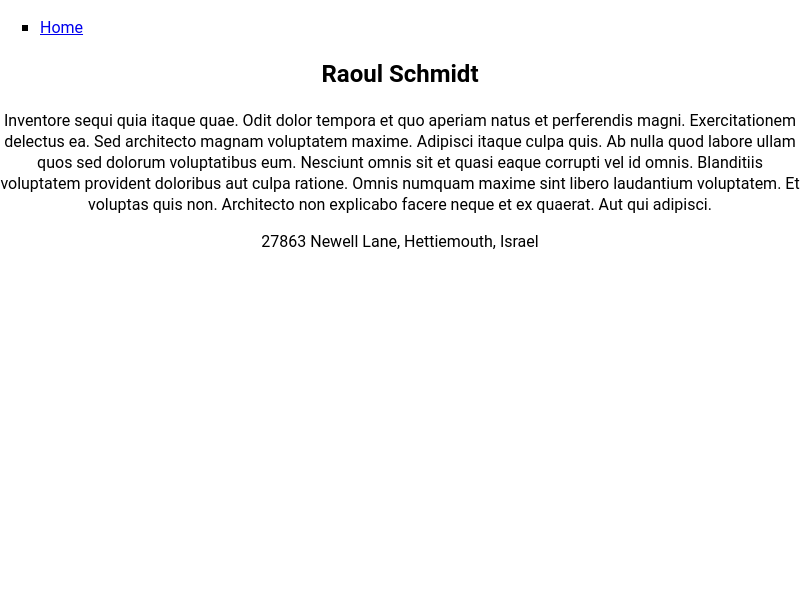 Home
Raoul Schmidt
Inventore sequi quia itaque quae. Odit dolor tempora et quo aperiam natus et perferendis magni. Exercitationem
delectus ea. Sed architecto magnam voluptatem maxime. Adipisci itaque culpa quis. Ab nulla quod labore ullam
quos sed dolorum voluptatibus eum. Nesciunt omnis sit et quasi eaque corrupti vel id omnis. Blanditiis
voluptatem provident doloribus aut culpa ratione. Omnis numquam maxime sint libero laudantium voluptatem. Et
voluptas quis non. Architecto non explicabo facere neque et ex quaerat. Aut qui adipisci.
27863 Newell Lane, Hettiemouth, Israel